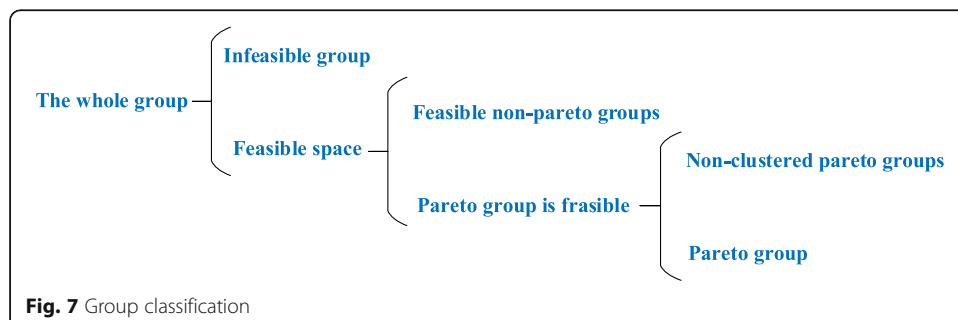 Infeasible group
The whole group
Feasible non-pareto groups
Feasible space
Non-clustered pareto groups
Pareto group is frasible
Pareto group
Fig. 7 Group classification